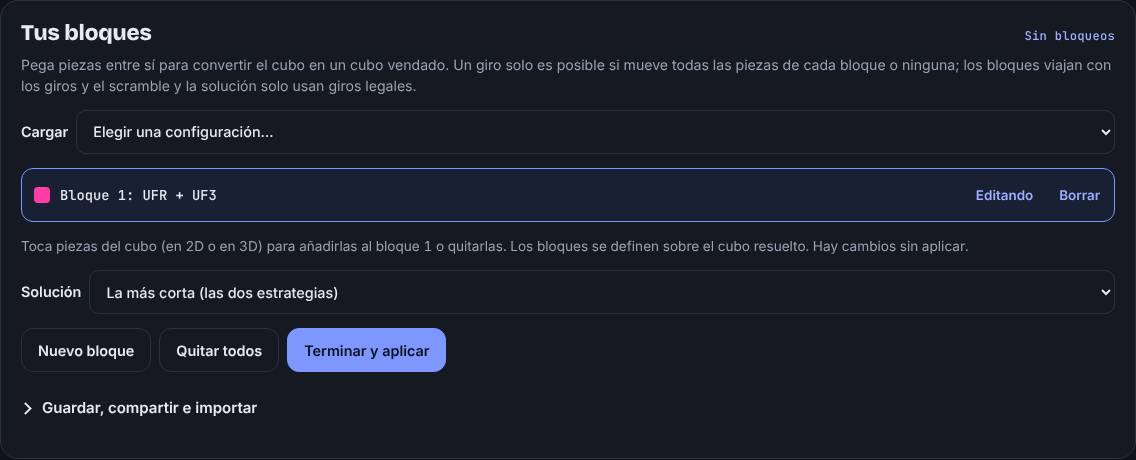 Tus bloques
Sin bloqueos
Pega piezas entre sí para convertir el cubo en un cubo vendado. Un giro solo es posible si mueve todas las piezas de cada bloque o ninguna; los bloques viajan con
los giros y el scramble y la solución solo usan giros legales.
Cargar
Elegir una configuración...
Bloque 1: UFR + UF3
Editando
Borrar
Toca piezas del cubo (en 2D o en 3D) para añadirlas al bloque 1 o quitarlas. Los bloques se definen sobre el cubo resuelto. Hay cambios sin aplicar.
Solución
La más corta (las dos estrategias)
Nuevo bloque
Quitar todos
Terminar y aplicar
Guardar, compartir e importar